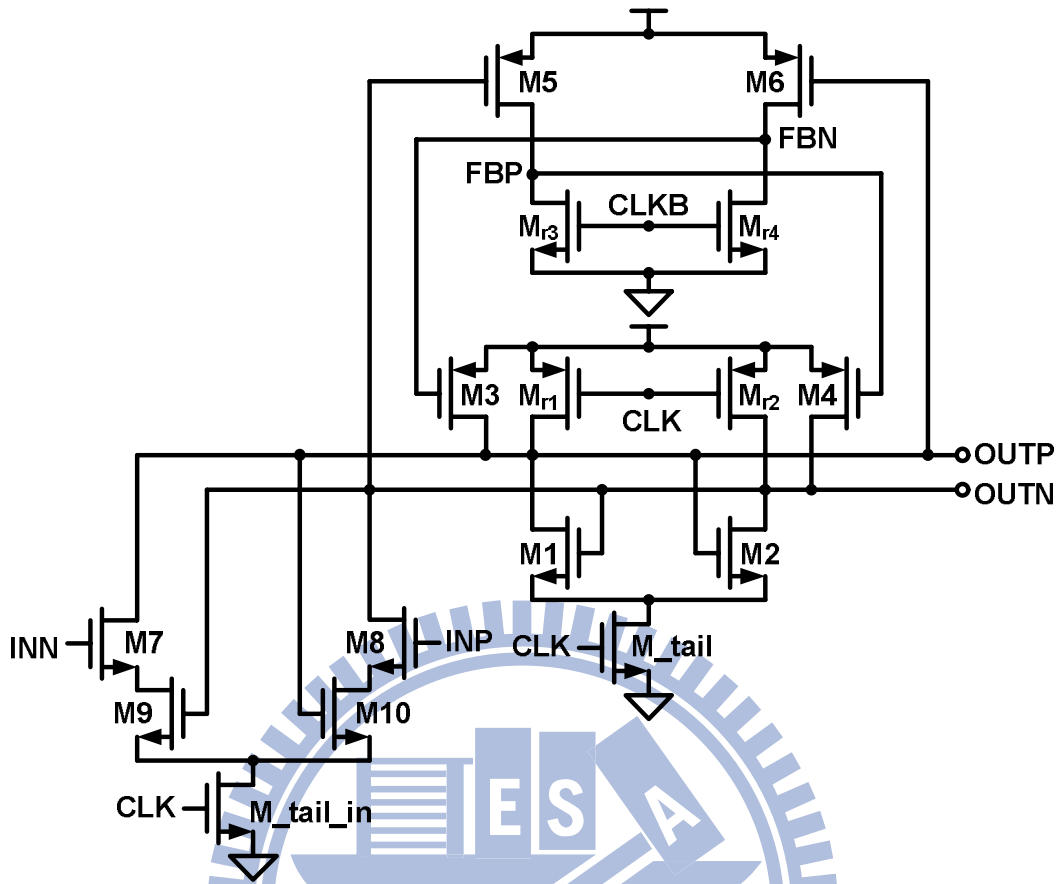 M5
M6
FBN
FBP
CLKB
Mr3
Mr4
M3
Mr1
Mr2
M4
CLK
OUTP
OUTN
M1
M2
INN
M7
M8
INP
CLK
M_tail
M9
M10
CLK
M_tail_in
E
S
A